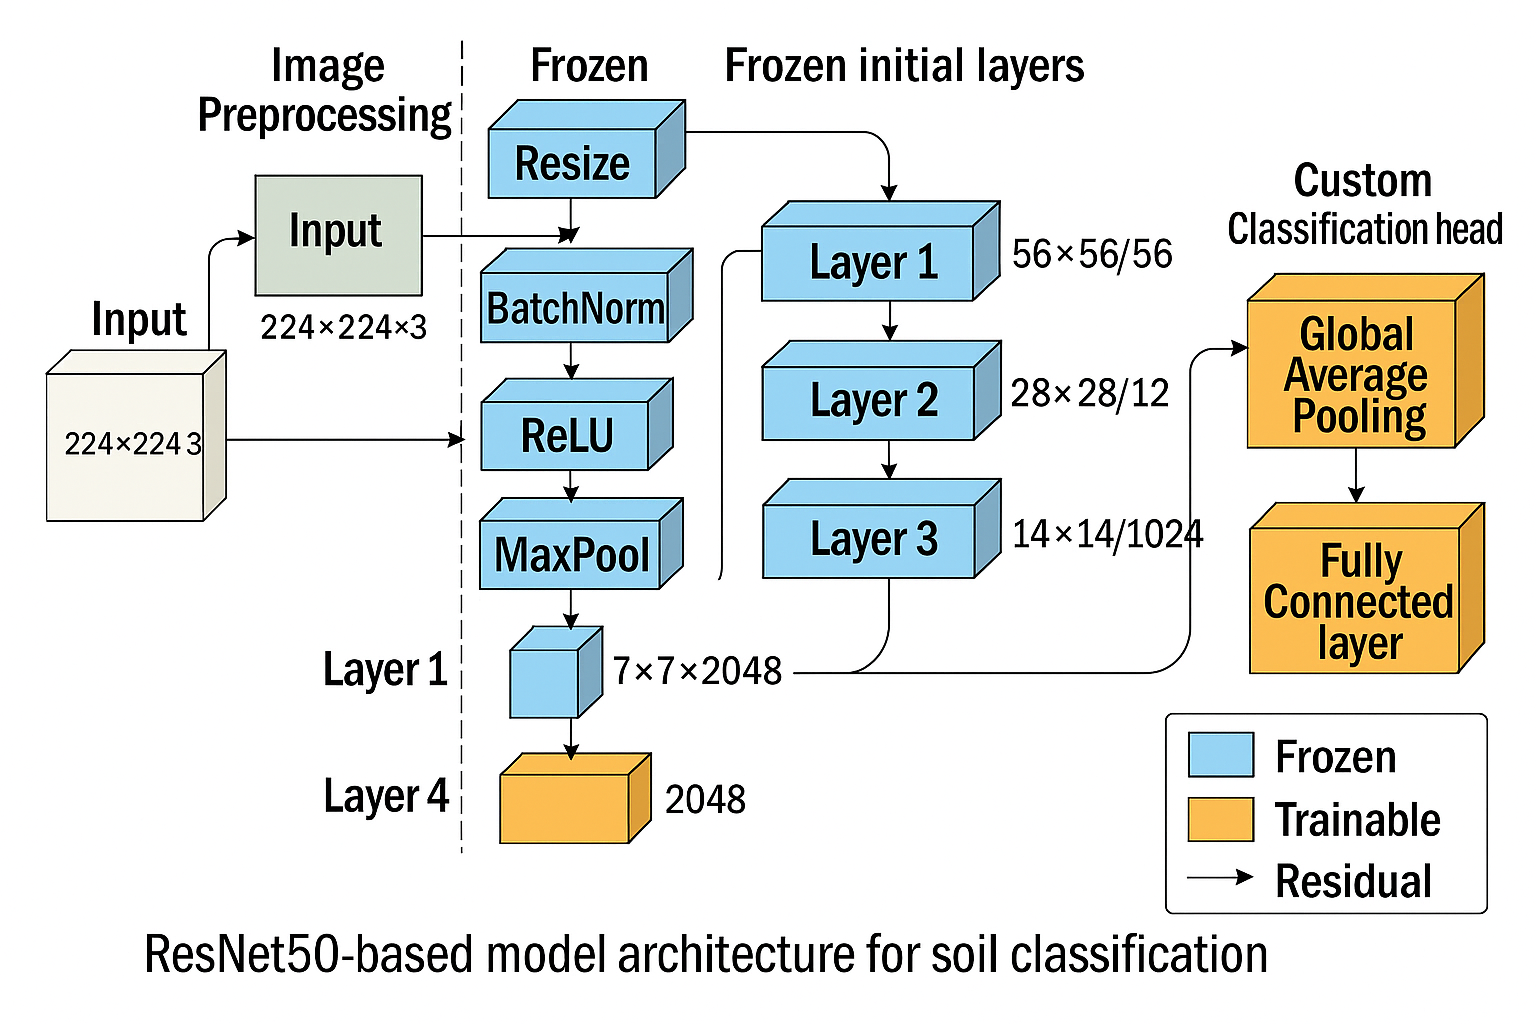 Image
Preprocessing
Frozen
Frozen initial layers
Resize
Input
224×224×3
Input
224×224 3
BatchNorm
ReLU
MaxPool
Layer 1
7×7×2048
Layer 4
2048
Layer 1
56×56/56
Layer 2
28×28/12
Layer 3
14×14/1024
Custom
Classification head
Global
Average
Pooling
Fully
Connected
layer
Frozen
Trainable
Residual
ResNet50-based model architecture for soil classification